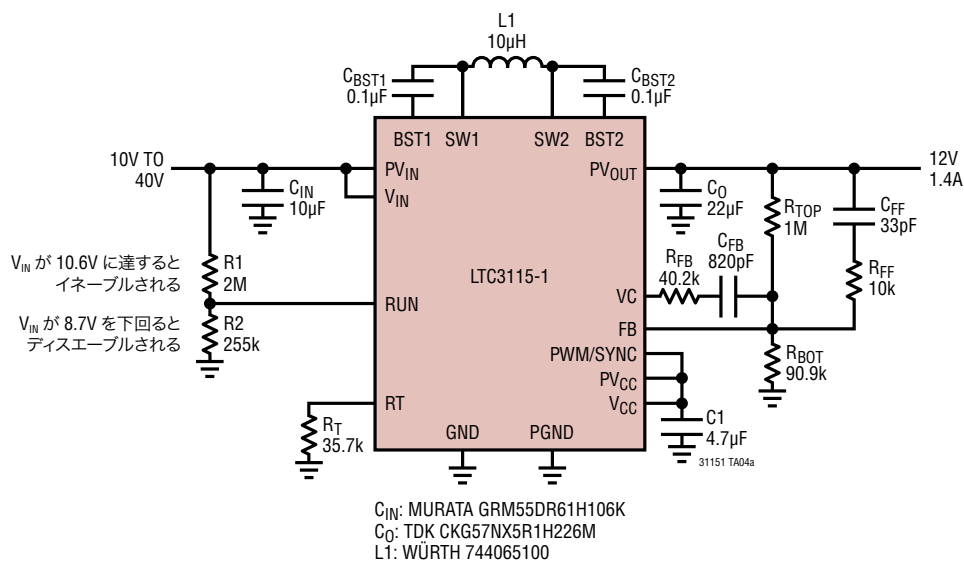 L1
10µH
CBST1
0.1µF
CBST2
0.1µF
BST1 SW1 SW2 BST2
10V TO
40V
PVIN
VIN
CIN
10µF
PVOUT
12V
1.4A
CO
22µF
RTOP
1M
CFF
33pF
RFF
10k
CFB
820pF
RFB
40.2k
VIN が 10.6V に達すると
イネーブルされる
R1
2M
LTC3115-1
VC
RUN
FB
VIN が 8.7V を下回ると
ディスエーブルされる
R2
255k
PWM/SYNC
PVCC
VCC
RBOT
90.9k
RT
RT
35.7k
GND PGND
C1
4.7µF
31151 TA04a
CIN: MURATA GRM55DR61H106K
CO: TDK CKG57NX5R1H226M
L1: WÜRTH 744065100